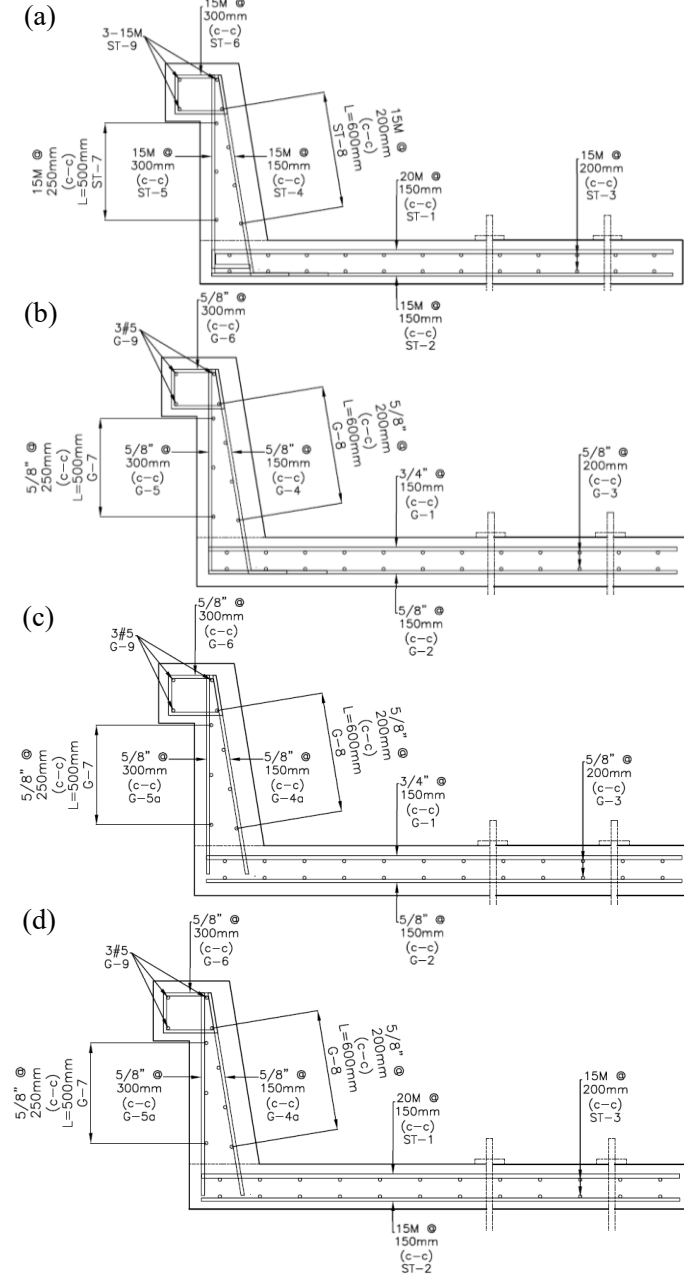 (a)
15M @
300mm
(c-c)
ST-6
3-15M
ST-9
15M @
250mm
(c-c)
L=500mm
ST-7
15M @
300mm
(c-c)
ST-5
15M @
150mm
(c-c)
ST-4
15M @
200mm
(c-c)
L=600mm
ST-8
20M @
150mm
(c-c)
ST-1
15M @
200mm
(c-c)
ST-3
15M @
150mm
(c-c)
ST-2
(b)
5/8" @
300mm
(c-c)
G-6
3#5
G-9
5/8" @
250mm
(c-c)
L=500mm
G-7
5/8" @
300mm
(c-c)
G-5
5/8" @
150mm
(c-c)
G-4
5/8" @
200mm
(c-c)
L=600mm
G-8
3/4" @
150mm
(c-c)
G-1
5/8" @
200mm
(c-c)
G-3
5/8" @
150mm
(c-c)
G-2
(c)
5/8" @
300mm
(c-c)
G-6
3#5
G-9
5/8" @
250mm
(c-c)
L=500mm
G-7
5/8" @
300mm
(c-c)
G-5a
5/8" @
150mm
(c-c)
G-4a
5/8" @
200mm
(c-c)
L=600mm
G-8
3/4" @
150mm
(c-c)
G-1
5/8" @
200mm
(c-c)
G-3
5/8" @
150mm
(c-c)
G-2
(d)
5/8" @
300mm
(c-c)
G-6
3#5
G-9
5/8" @
250mm
(c-c)
L=500mm
G-7
5/8" @
300mm
(c-c)
G-5a
5/8" @
150mm
(c-c)
G-4a
5/8" @
200mm
(c-c)
L=600mm
G-8
20M @
150mm
(c-c)
ST-1
15M @
200mm
(c-c)
ST-3
15M @
150mm
(c-c)
ST-2